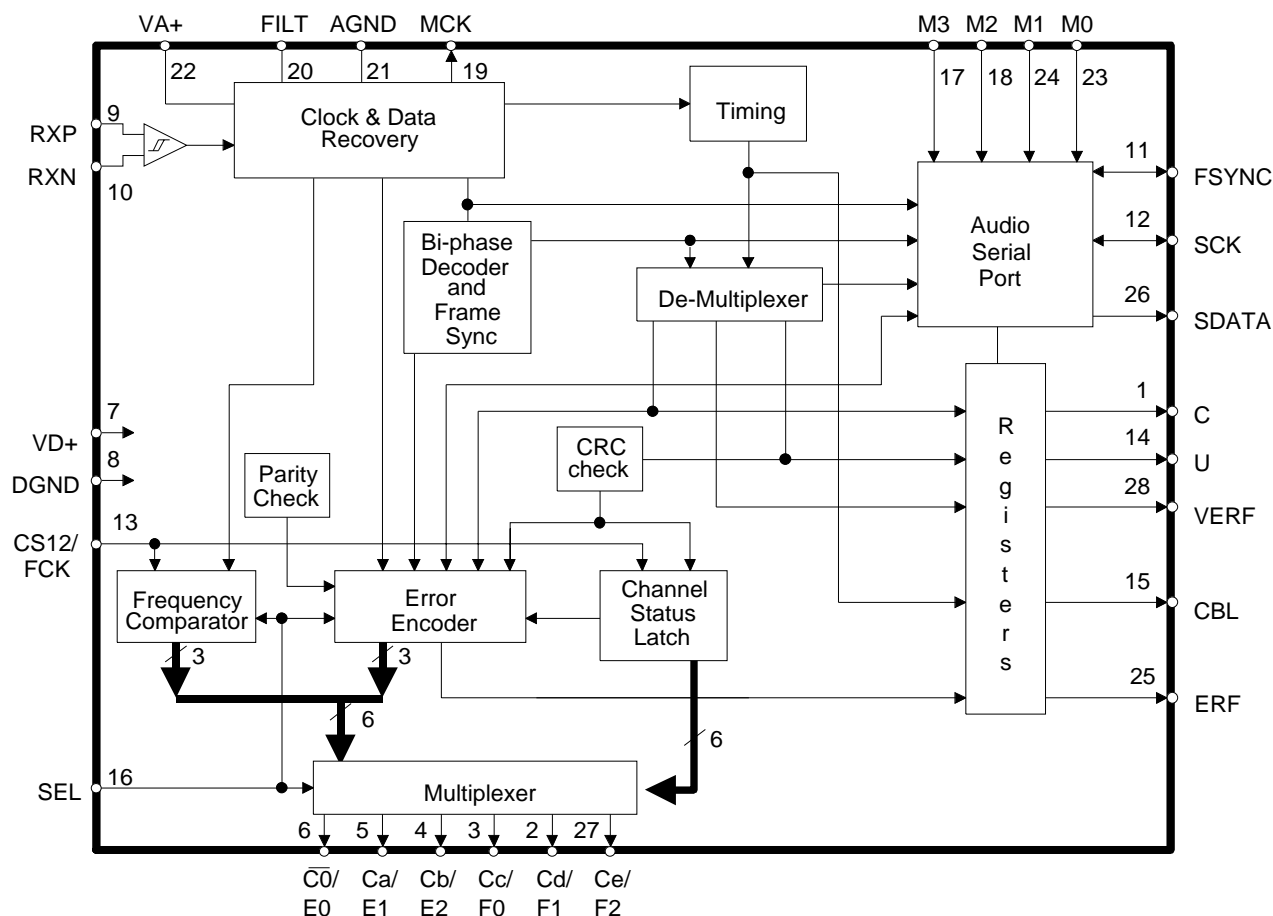 VA+ FILT AGND MCK M3 M2 M1 M0
22 20 21 19 17 18 24 23
9
RXP
RXN
10
Clock & Data
Recovery
Timing
11
FSYNC
12
SCK
26
SDATA
Audio
Serial
Port
Bi-phase
Decoder
and
Frame
Sync
De-Multiplexer
7
VD+
8
DGND
13
CS12/
FCK
Parity
Check
CRC
check
1
C
14
U
28
VERF
15
CBL
25
ERF
R
e
g
i
s
t
e
r
s
Frequency
Comparator
Error
Encoder
Channel
Status
Latch
3 3
6 6
16
SEL
Multiplexer
6 5 4 3 2 27
C̅0̅/ Ca/ Cb/ Cc/ Cd/ Ce/
E0 E1 E2 F0 F1 F2